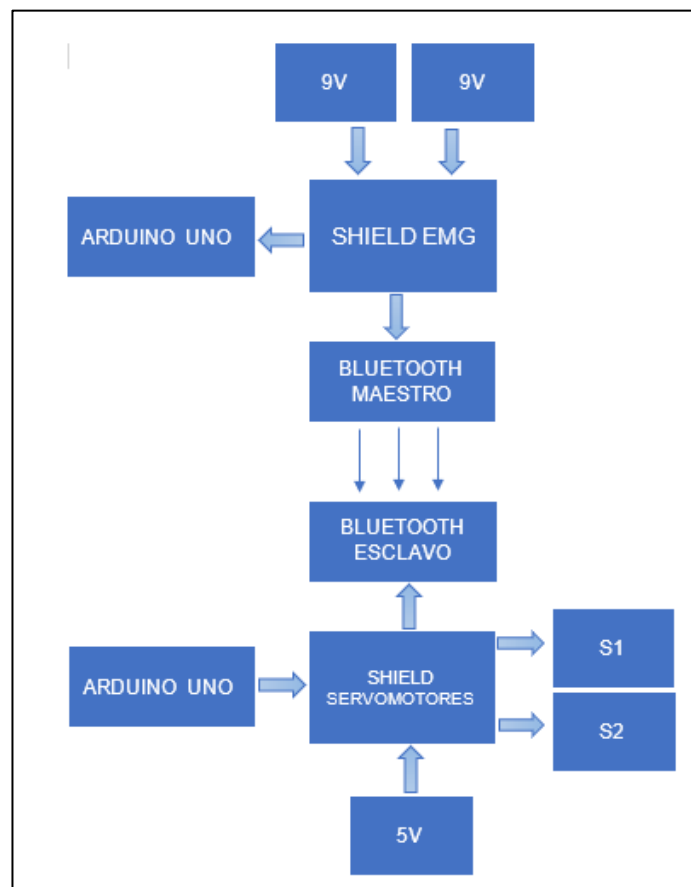 9V
9V
ARDUINO UNO
SHIELD EMG
BLUETOOTH
MAESTRO
BLUETOOTH
ESCLAVO
ARDUINO UNO
SHIELD
SERVOMOTORES
S1
S2
5V